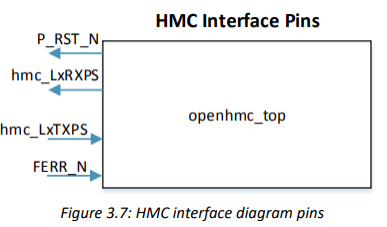 HMC Interface Pins
P_RST_N
hmc_LxRXPS
openhmc_top
hmc_LxTXPS
FERR_N
Figure 3.7: HMC interface diagram pins